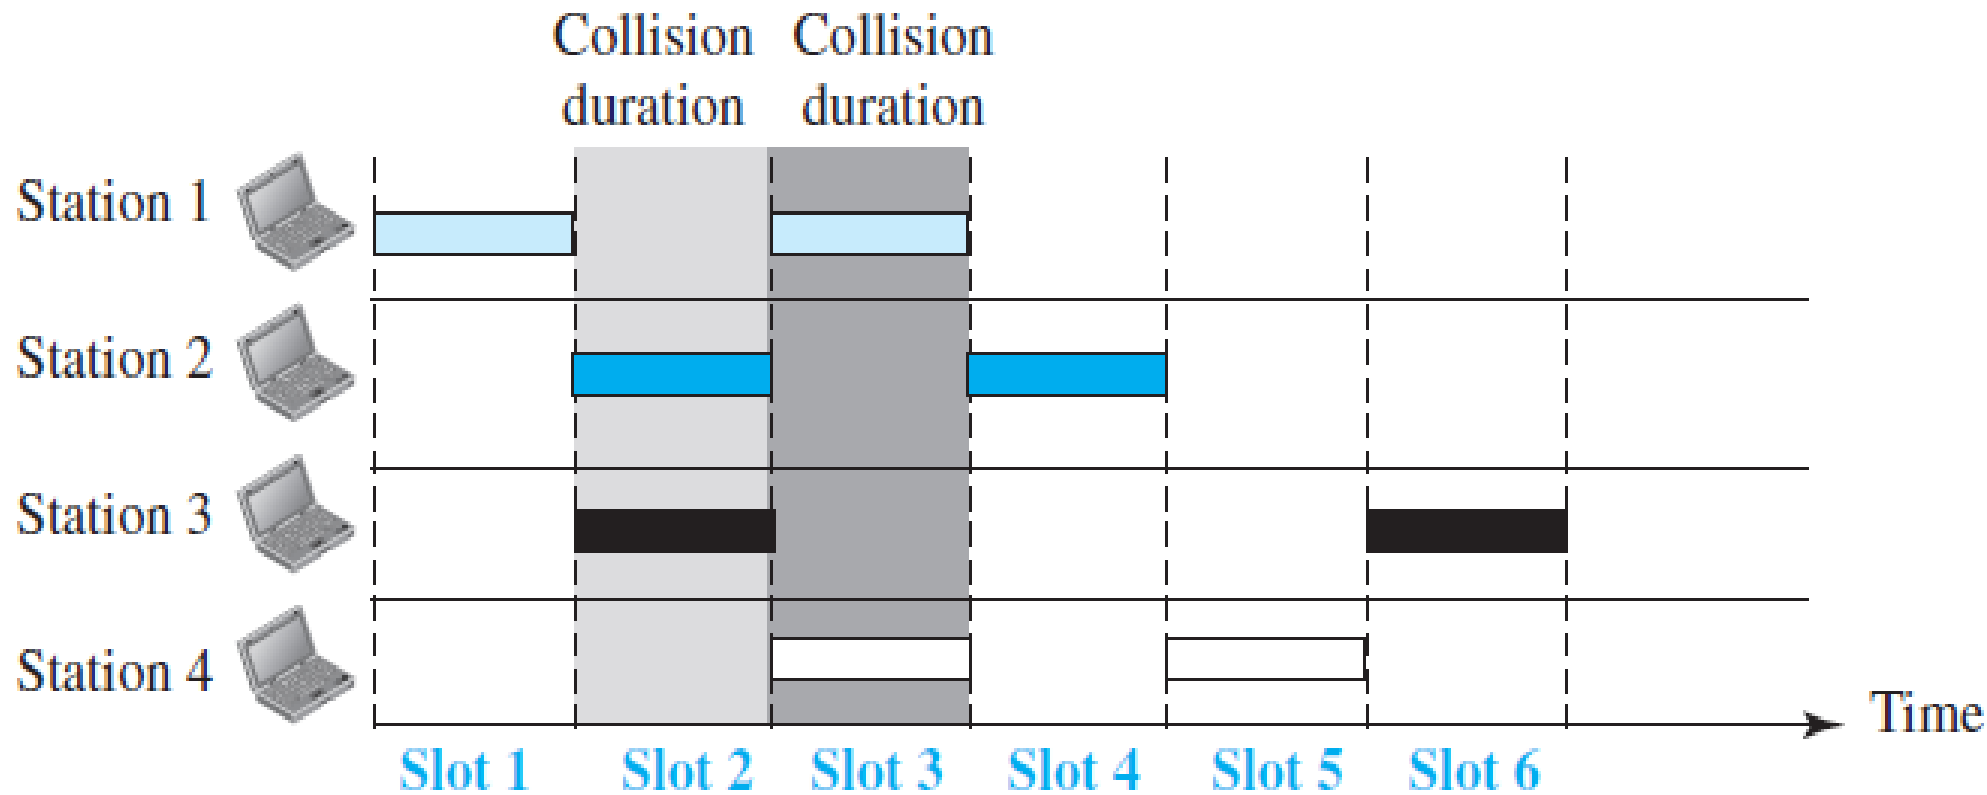 Collision Collision
duration duration
Station 1
Station 2
Station 3
Station 4
Time
Slot 1 Slot 2 Slot 3 Slot 4 Slot 5 Slot 6